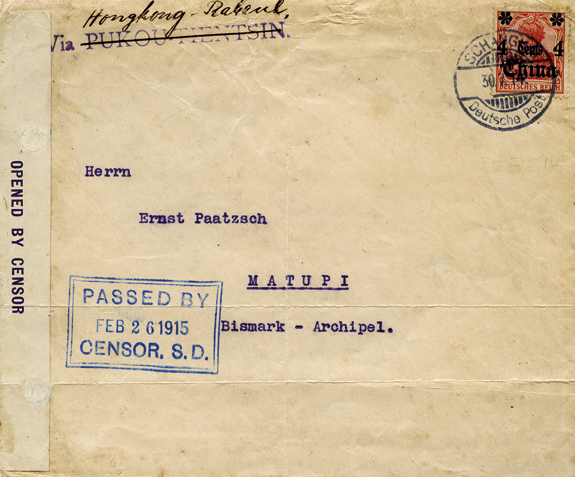 Hongkong - Rabaul.
Via PUKOU-TIENTSIN.
4 Cents 4
China
DEUTSCHES REICH
Deutsche Post
OPENED BY CENSOR
Herrn
Ernst Paatzsch
MATUPI
Bismark - Archipel.
PASSED BY
FEB 26 1915
CENSOR. S.D.